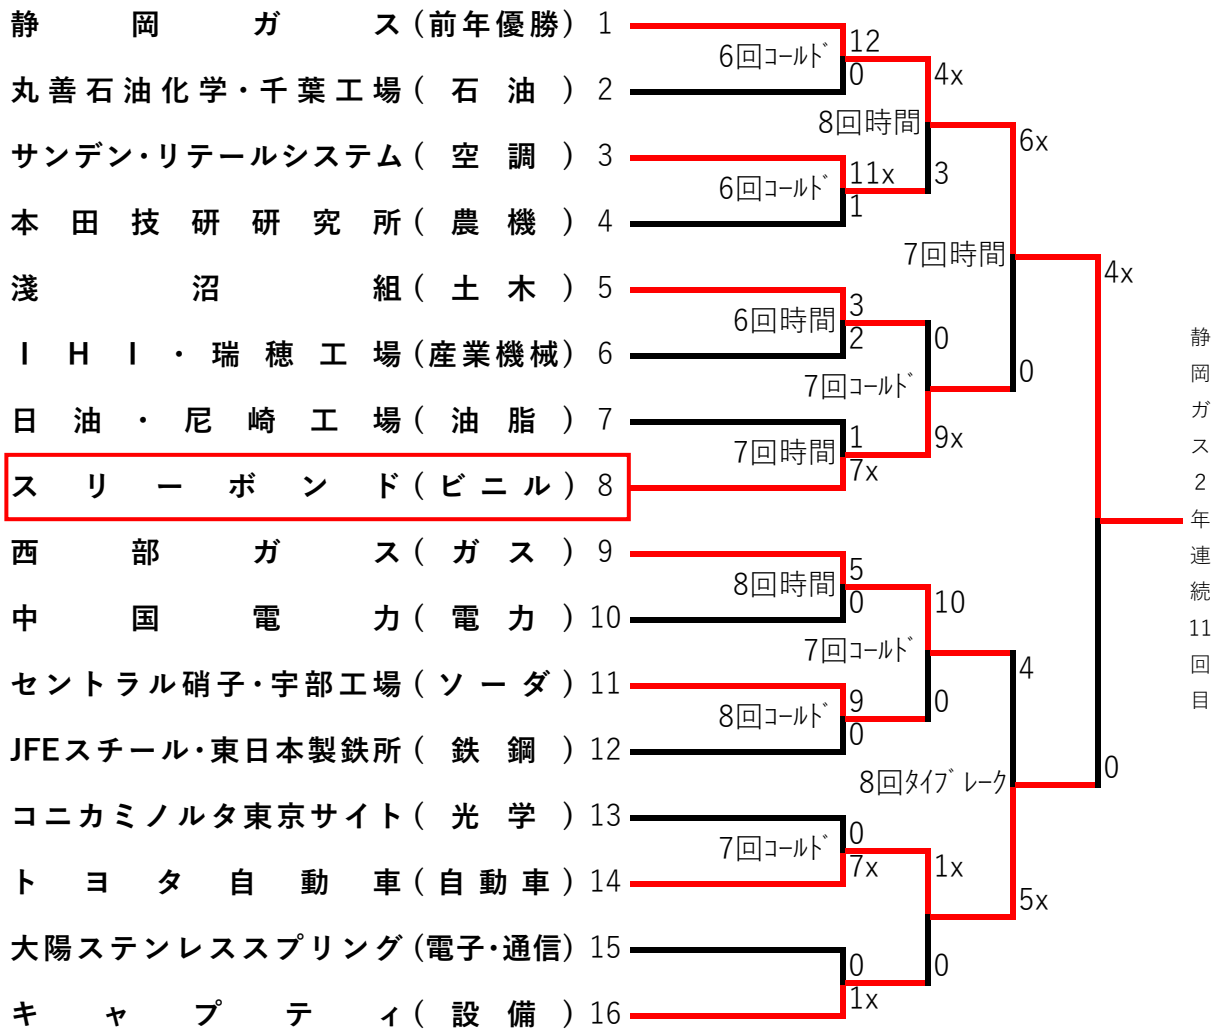 静岡ガス(前年優勝) 1
丸善石油化学・千葉工場(石油) 2
サンデン・リテールシステム(空調) 3
本田技研研究所(農機) 4
淺沼組(土木) 5
IHI・瑞穂工場(産業機械) 6
日油・尼崎工場(油脂) 7
スリーボンド(ビニル) 8
西部ガス(ガス) 9
中国電力(電力) 10
セントラル硝子・宇部工場(ソーダ) 11
JFEスチール・東日本製鉄所(鉄鋼) 12
コニカミノルタ東京サイト(光学) 13
トヨタ自動車(自動車) 14
大陽ステンレススプリング(電子・通信) 15
キャプティ(設備) 16
6回ｺｰﾙﾄﾞ
12
0
6回ｺｰﾙﾄﾞ
11x
1
6回時間
3
2
7回時間
1
7x
8回時間
5
0
8回ｺｰﾙﾄﾞ
9
0
7回ｺｰﾙﾄﾞ
0
7x
0
1x
8回時間
4x
3
7回ｺｰﾙﾄﾞ
0
9x
7回ｺｰﾙﾄﾞ
10
0
1x
0
7回時間
6x
0
8回ﾀｲﾌﾞﾚｰｸ
4
5x
4x
0
静岡ガス2年連続11回目